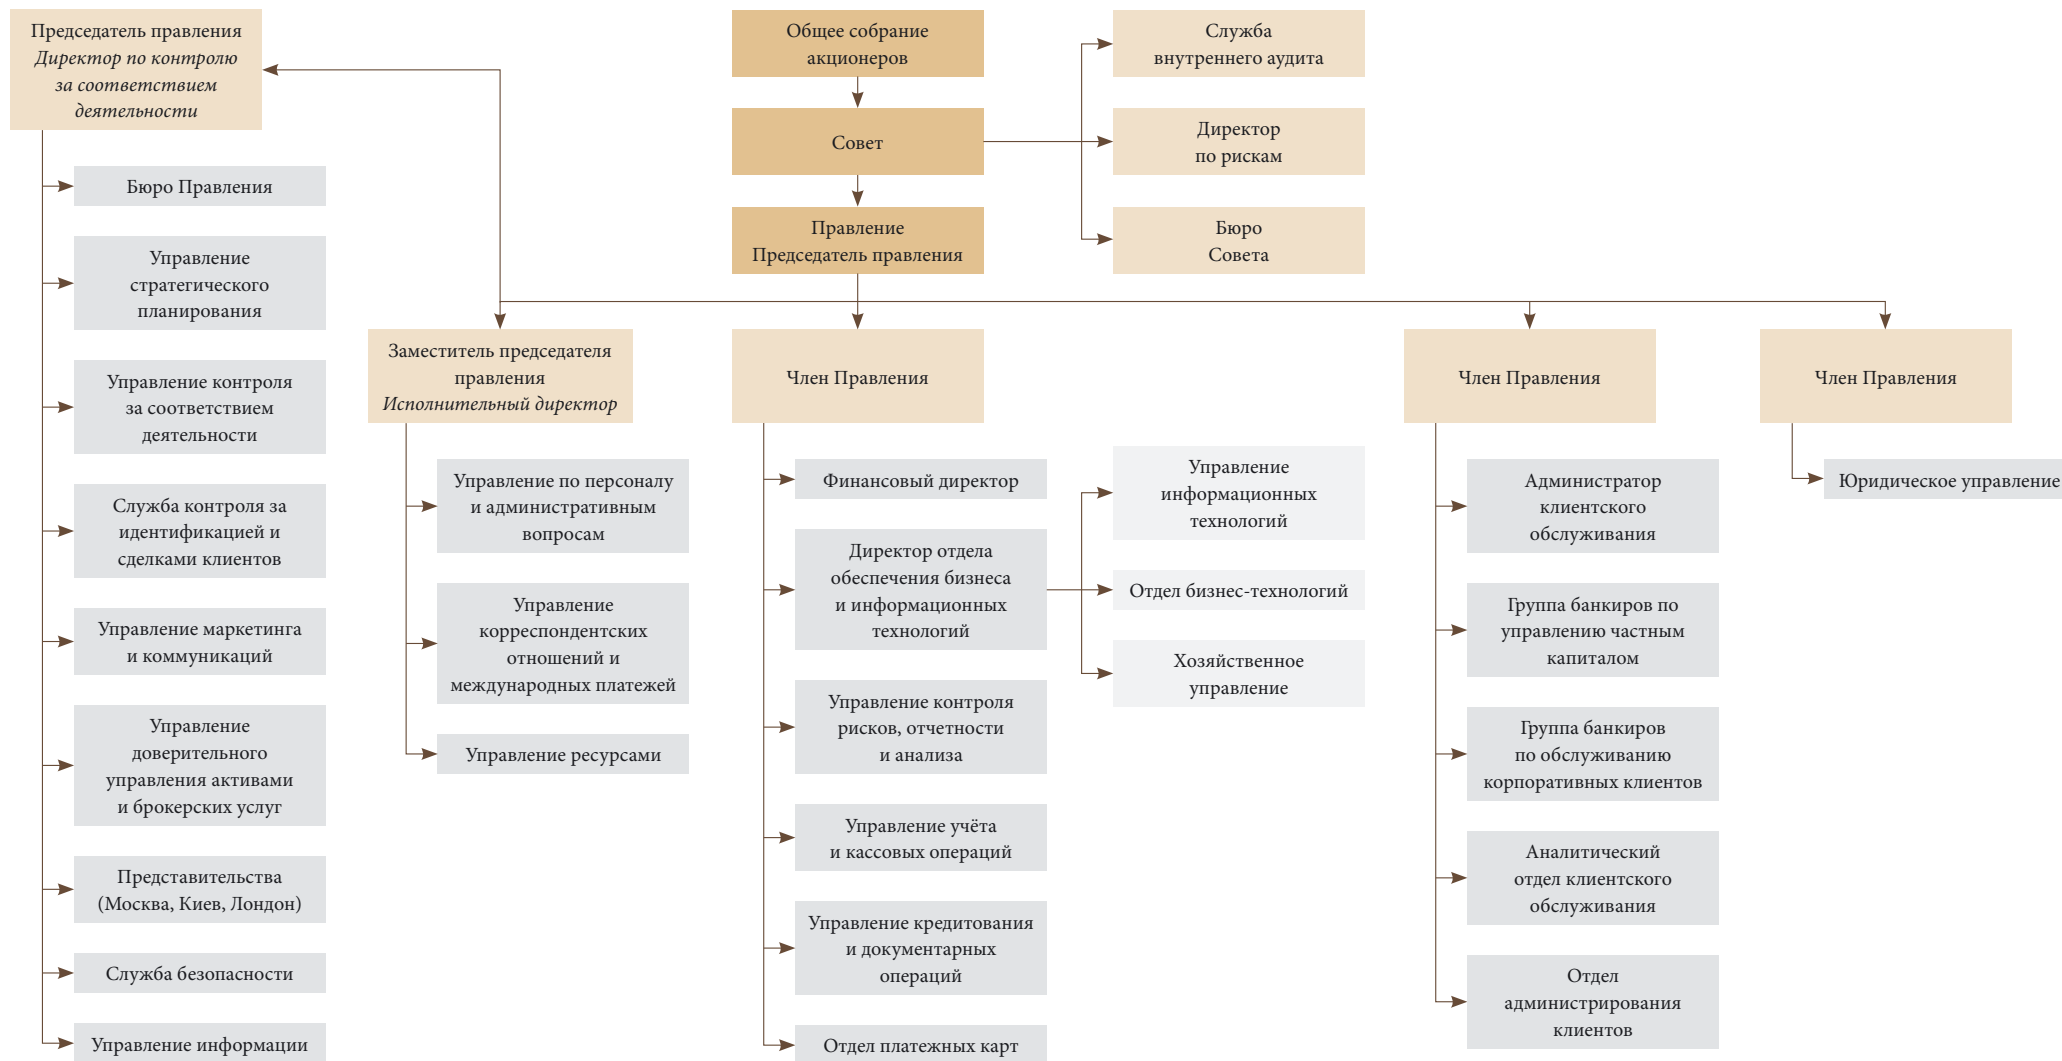 Председатель правления
Директор по контролю
за соответствием
деятельности
Бюро Правления
Управление
стратегического
планирования
Управление контроля
за соответствием
деятельности
Служба контроля за
идентификацией и
сделками клиентов
Управление маркетинга
и коммуникаций
Управление
доверительного
управления активами
и брокерских услуг
Представительства
(Москва, Киев, Лондон)
Служба безопасности
Управление информации
Общее собрание
акционеров
Совет
Правление
Председатель правления
Служба
внутреннего аудита
Директор
по рискам
Бюро
Совета
Заместитель председателя
правления
Исполнительный директор
Управление по персоналу
и административным
вопросам
Управление
корреспондентских
отношений и
международных платежей
Управление ресурсами
Член Правления
Финансовый директор
Директор отдела
обеспечения бизнеса
и информационных
технологий
Управление контроля
рисков, отчетности
и анализа
Управление учёта
и кассовых операций
Управление кредитования
и документарных
операций
Отдел платежных карт
Управление
информационных
технологий
Отдел бизнес-технологий
Хозяйственное
управление
Член Правления
Администратор
клиентского
обслуживания
Группа банкиров по
управлению частным
капиталом
Группа банкиров
по обслуживанию
корпоративных клиентов
Аналитический
отдел клиентского
обслуживания
Отдел
администрирования
клиентов
Член Правления
Юридическое управление